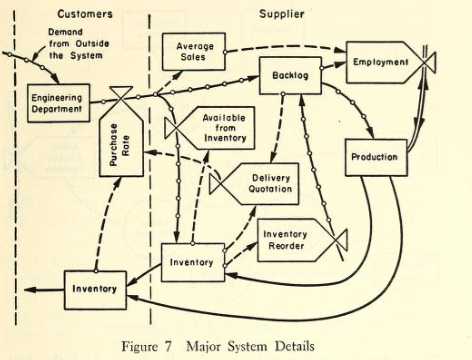 Customers
Supplier
Demand
from Outside
the System
Average
Sales
Employment
Backlog
Engineering
Department
Purchase
Rate
Available
from
Inventory
Production
Delivery
Quotation
Inventory
Reorder
Inventory
Inventory
Figure 7 Major System Details